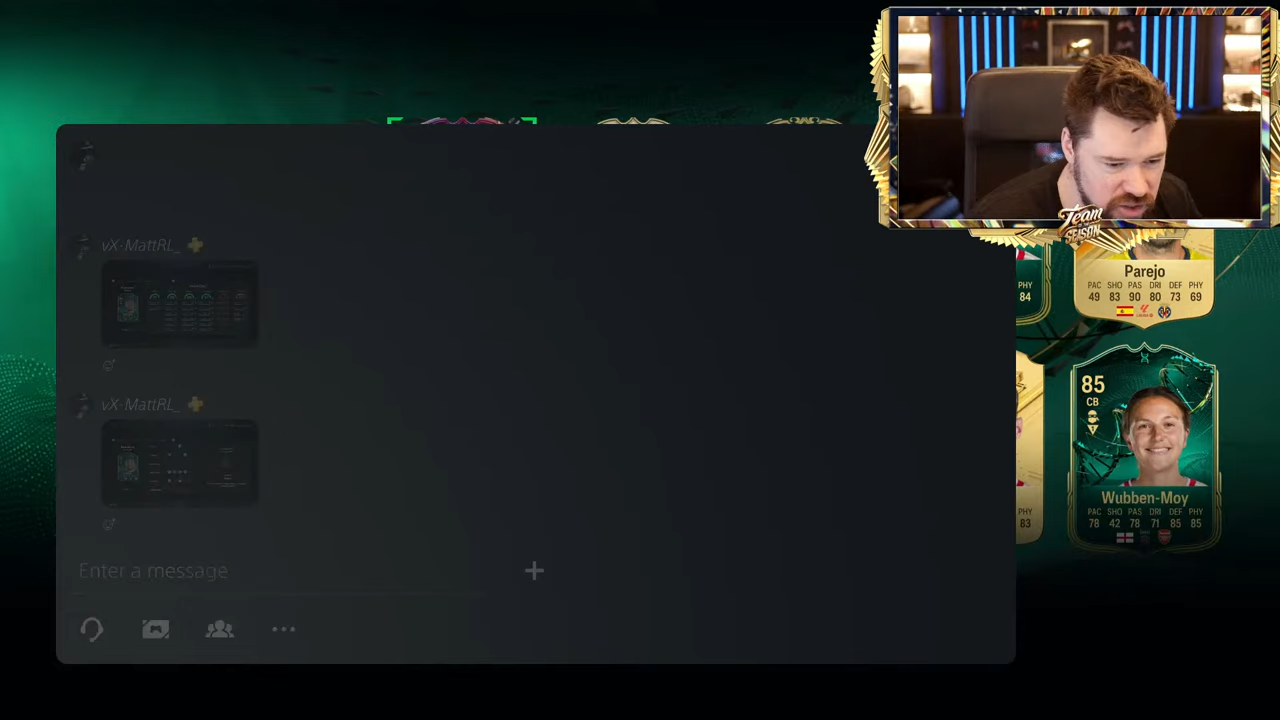 vX-MattRL_
vX-MattRL_
Enter a message
Team
OF THE
SEASON
PHY
84
Parejo
PAC SHO PAS DRI DEF PHY
49 83 90 80 73 69
PHY
83
85
CB
Wubben-Moy
PAC SHO PAS DRI DEF PHY
78 42 78 71 85 85